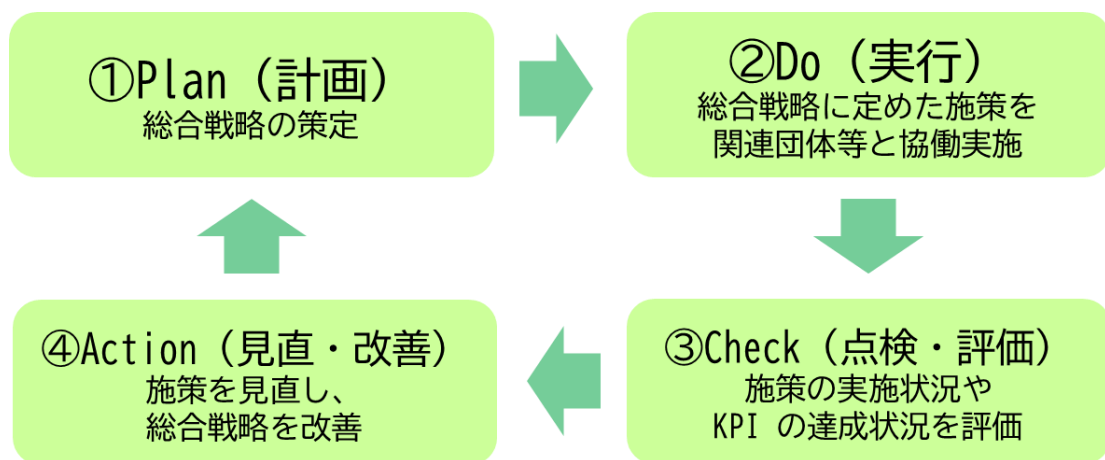 ①Plan（計画）
総合戦略の策定
②Do（実行）
総合戦略に定めた施策を
関連団体等と協働実施
③Check（点検・評価）
施策の実施状況や
KPI の達成状況を評価
④Action（見直・改善）
施策を見直し、
総合戦略を改善